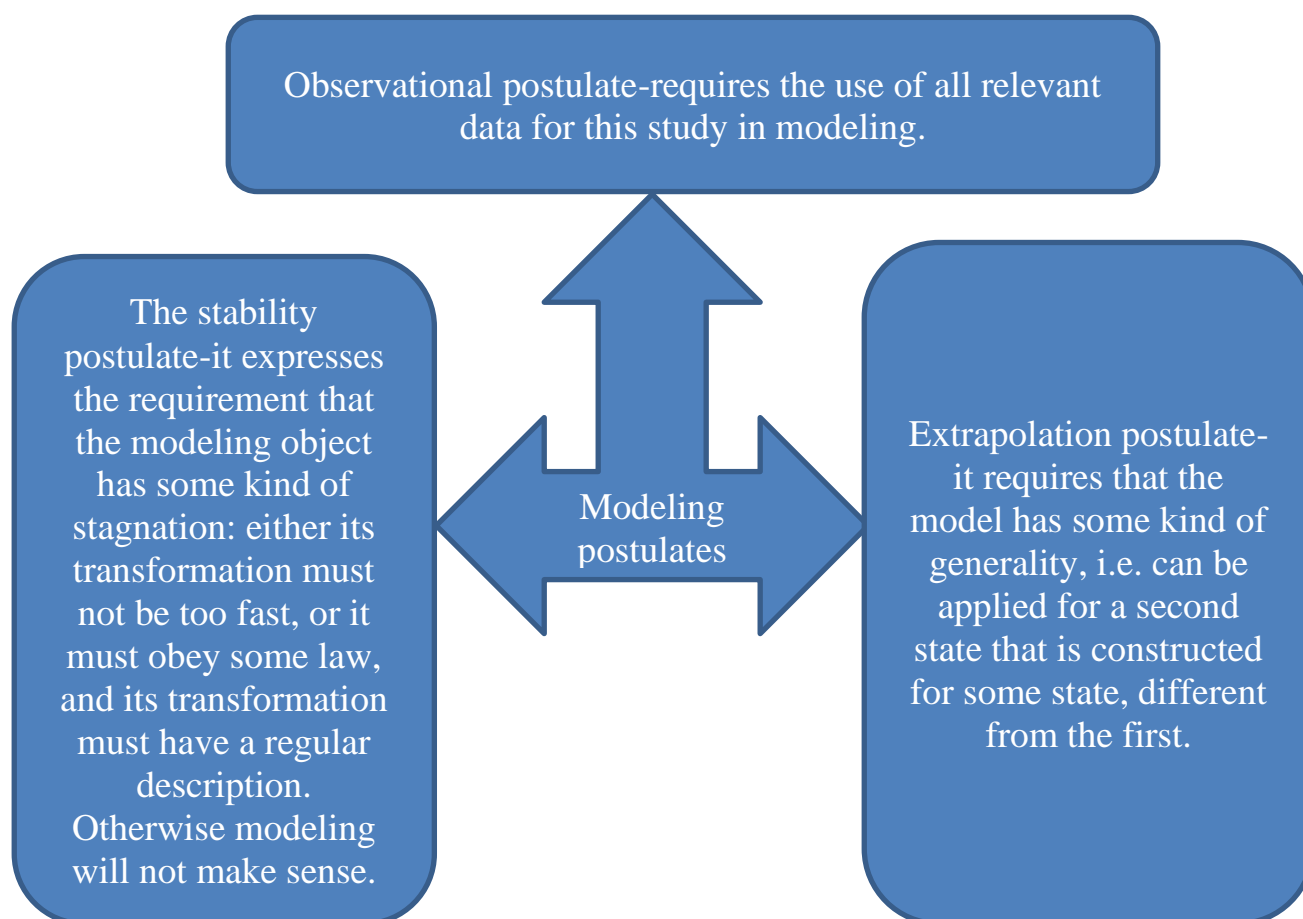 Observational postulate-requires the use of all relevant
data for this study in modeling.
The stability
postulate-it expresses
the requirement that
the modeling object
has some kind of
stagnation: either its
transformation must
not be too fast, or it
must obey some law,
and its transformation
must have a regular
description.
Otherwise modeling
will not make sense.
Modeling
postulates
Extrapolation postulate-
it requires that the
model has some kind of
generality, i.e. can be
applied for a second
state that is constructed
for some state, different
from the first.